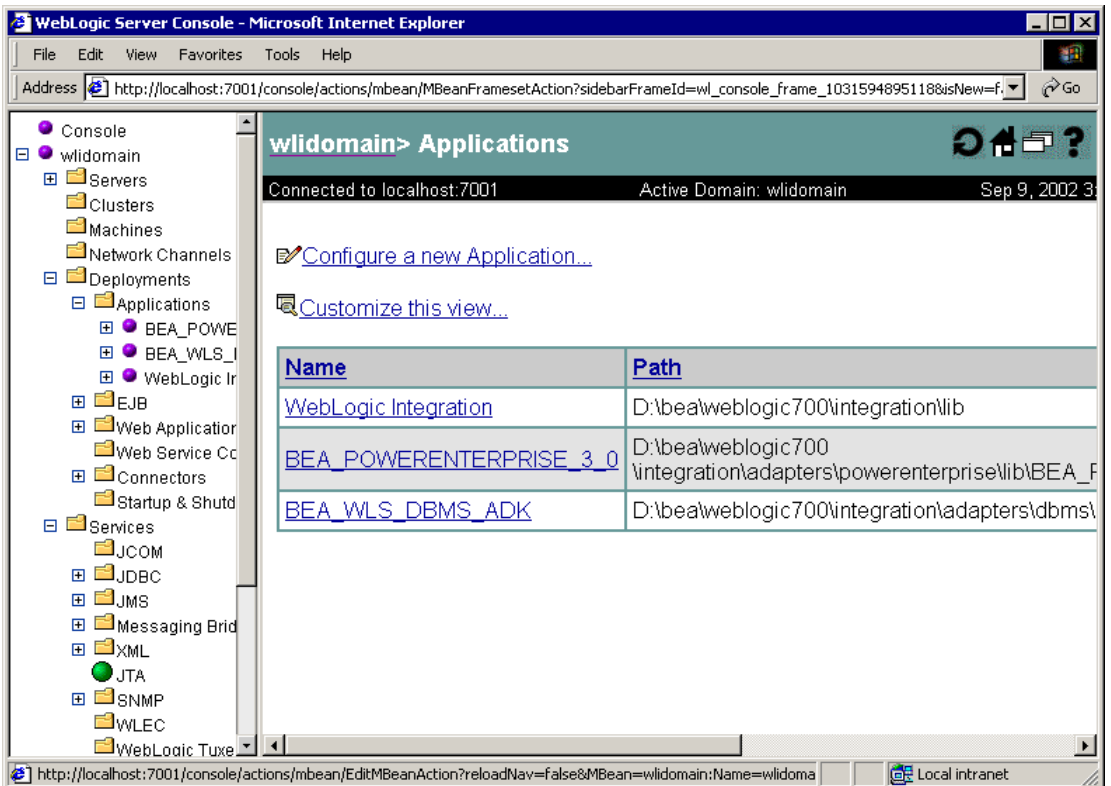 WebLogic Server Console - Microsoft Internet Explorer
File Edit View Favorites Tools Help
Address http://localhost:7001/console/actions/mbean/MBeanFramesetAction?sidebarFrameId=wl_console_frame_1031594895118&isNew=f. Go
Console
wlidomain
Servers
Clusters
Machines
Network Channels
Deployments
Applications
BEA_POWE
BEA_WLS_
WebLogic Ir
EJB
Web Application
Web Service Co
Connectors
Startup & Shutd
Services
JCOM
JDBC
JMS
Messaging Brid
XML
JTA
SNMP
WLEC
WebLogic Tuxe
wlidomain> Applications
?
Connected to localhost:7001 Active Domain: wlidomain Sep 9, 2002 3:
Configure a new Application...
Customize this view...
Name Path
WebLogic Integration D:\bea\weblogic700\integration\lib
BEA_POWERENTERPRISE_3_0 D:\bea\weblogic700
\integration\adapters\powerenterprise\lib\BEA_F
BEA_WLS_DBMS_ADK D:\bea\weblogic700\integration\adapters\dbms\
http://localhost:7001/console/actions/mbean/EditMBeanAction?reloadNav=false&MBean=wlidomain:Name=wlidoma Local intranet